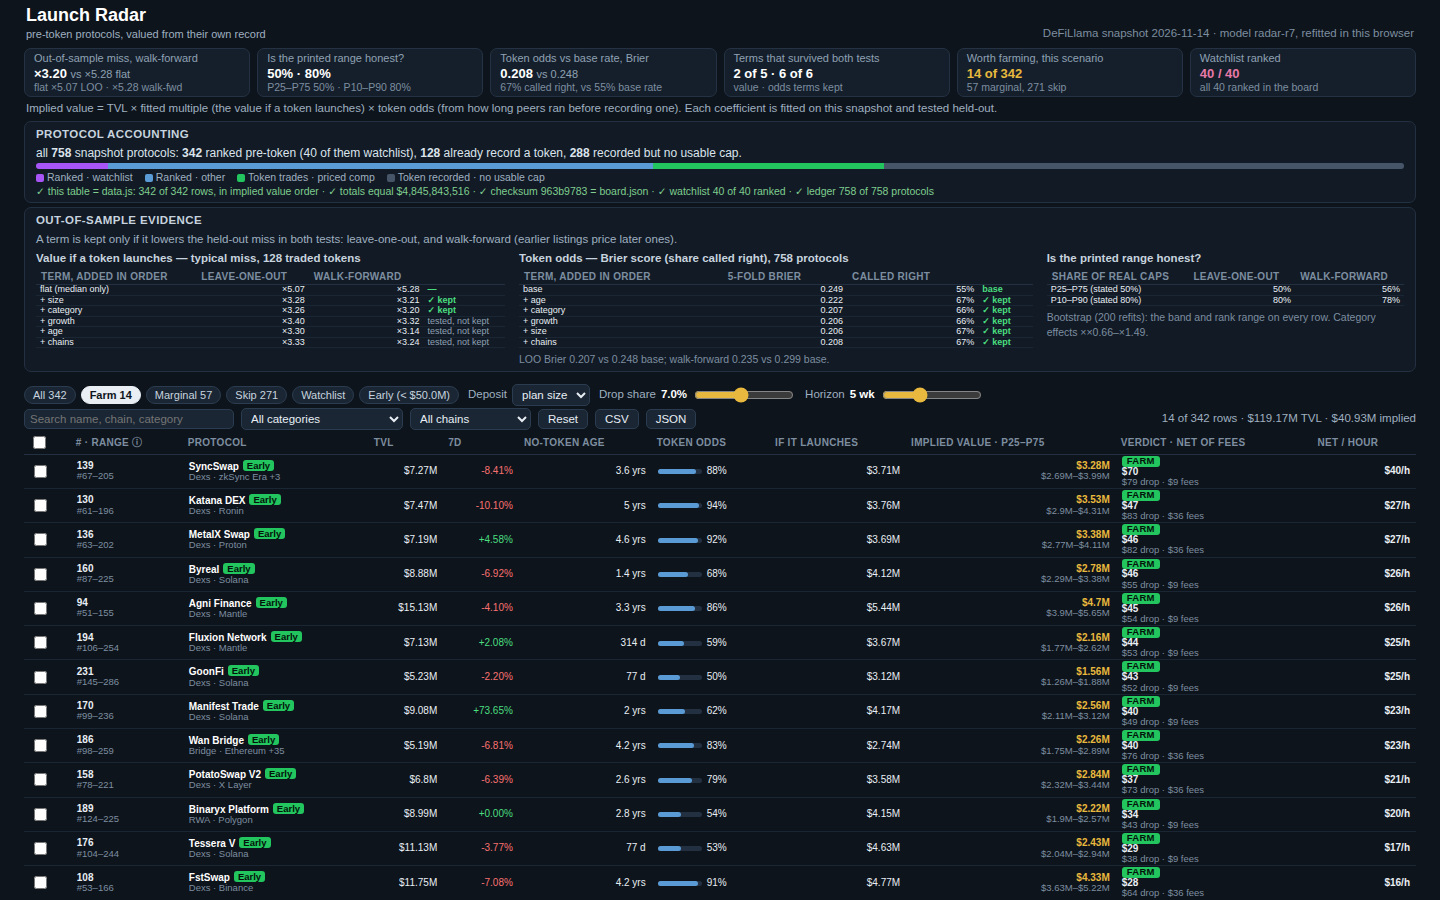 Launch Radar
pre-token protocols, valued from their own record
DeFiLlama snapshot 2026-11-14 · model radar-r7, refitted in this browser
Out-of-sample miss, walk-forward
×3.20 vs ×5.28 flat
flat ×5.07 LOO · ×5.28 walk-fwd
Is the printed range honest?
50% · 80%
P25–P75 50% · P10–P90 80%
Token odds vs base rate, Brier
0.208 vs 0.248
67% called right, vs 55% base rate
Terms that survived both tests
2 of 5 · 6 of 6
value · odds terms kept
Worth farming, this scenario
14 of 342
57 marginal, 271 skip
Watchlist ranked
40 / 40
all 40 ranked in the board
Implied value = TVL × fitted multiple (the value if a token launches) × token odds (from how long peers ran before recording one). Each coefficient is fitted on this snapshot and tested held-out.
PROTOCOL ACCOUNTING
all 758 snapshot protocols: 342 ranked pre-token (40 of them watchlist), 128 already record a token, 288 recorded but no usable cap.
Ranked · watchlist Ranked · other Token trades · priced comp Token recorded · no usable cap
✓ this table = data.js: 342 of 342 rows, in implied value order · ✓ totals equal $4,845,843,516 · ✓ checksum 963b9783 = board.json · ✓ watchlist 40 of 40 ranked · ✓ ledger 758 of 758 protocols
OUT-OF-SAMPLE EVIDENCE
A term is kept only if it lowers the held-out miss in both tests: leave-one-out, and walk-forward (earlier listings price later ones).
Value if a token launches — typical miss, 128 traded tokens
TERM, ADDED IN ORDER LEAVE-ONE-OUT WALK-FORWARD
flat (median only) ×5.07 ×5.28 —
+ size ×3.28 ×3.21 ✓ kept
+ category ×3.26 ×3.20 ✓ kept
+ growth ×3.40 ×3.32 tested, not kept
+ age ×3.30 ×3.14 tested, not kept
+ chains ×3.33 ×3.24 tested, not kept
Token odds — Brier score (share called right), 758 protocols
TERM, ADDED IN ORDER 5-FOLD BRIER CALLED RIGHT
base 0.249 55% base
+ age 0.222 67% ✓ kept
+ category 0.207 66% ✓ kept
+ growth 0.206 66% ✓ kept
+ size 0.206 67% ✓ kept
+ chains 0.208 67% ✓ kept
LOO Brier 0.207 vs 0.248 base; walk-forward 0.235 vs 0.299 base.
Is the printed range honest?
SHARE OF REAL CAPS LEAVE-ONE-OUT WALK-FORWARD
P25–P75 (stated 50%) 50% 56%
P10–P90 (stated 80%) 80% 78%
Bootstrap (200 refits): the band and rank range on every row. Category
effects ××0.66–×1.49.
All 342 Farm 14 Marginal 57 Skip 271 Watchlist Early (< $50.0M) Deposit plan size Drop share 7.0% Horizon 5 wk
Search name, chain, category All categories All chains Reset CSV JSON 14 of 342 rows · $119.17M TVL · $40.93M implied
# · RANGE ⓘ PROTOCOL TVL 7D NO-TOKEN AGE TOKEN ODDS IF IT LAUNCHES IMPLIED VALUE · P25–P75 VERDICT · NET OF FEES NET / HOUR
139 SyncSwap Early $7.27M -8.41% 3.6 yrs 88% $3.71M $3.28M FARM $70 $40/h
#67–205 Dexs · zkSync Era +3 $2.69M–$3.99M $79 drop · $9 fees
130 Katana DEX Early $7.47M -10.10% 5 yrs 94% $3.76M $3.53M FARM $47 $27/h
#61–196 Dexs · Ronin $2.9M–$4.31M $83 drop · $36 fees
136 MetalX Swap Early $7.19M +4.58% 4.6 yrs 92% $3.69M $3.38M FARM $46 $27/h
#63–202 Dexs · Proton $2.77M–$4.11M $82 drop · $36 fees
160 Byreal Early $8.88M -6.92% 1.4 yrs 68% $4.12M $2.78M FARM $46 $26/h
#87–225 Dexs · Solana $2.29M–$3.38M $55 drop · $9 fees
94 Agni Finance Early $15.13M -4.10% 3.3 yrs 86% $5.44M $4.7M FARM $45 $26/h
#51–155 Dexs · Mantle $3.9M–$5.65M $54 drop · $9 fees
194 Fluxion Network Early $7.13M +2.08% 314 d 59% $3.67M $2.16M FARM $44 $25/h
#106–254 Dexs · Mantle $1.77M–$2.62M $53 drop · $9 fees
231 GoonFi Early $5.23M -2.20% 77 d 50% $3.12M $1.56M FARM $43 $25/h
#145–286 Dexs · Solana $1.26M–$1.88M $52 drop · $9 fees
170 Manifest Trade Early $9.08M +73.65% 2 yrs 62% $4.17M $2.56M FARM $40 $23/h
#99–236 Dexs · Solana $2.11M–$3.12M $49 drop · $9 fees
186 Wan Bridge Early $5.19M -6.81% 4.2 yrs 83% $2.74M $2.26M FARM $40 $23/h
#98–259 Bridge · Ethereum +35 $1.75M–$2.89M $76 drop · $36 fees
158 PotatoSwap V2 Early $6.8M -6.39% 2.6 yrs 79% $3.58M $2.84M FARM $37 $21/h
#78–221 Dexs · X Layer $2.32M–$3.44M $73 drop · $36 fees
189 Binaryx Platform Early $8.99M +0.00% 2.8 yrs 54% $4.15M $2.22M FARM $34 $20/h
#124–225 RWA · Polygon $1.9M–$2.57M $43 drop · $9 fees
176 Tessera V Early $11.13M -3.77% 77 d 53% $4.63M $2.43M FARM $29 $17/h
#104–244 Dexs · Solana $2.04M–$2.94M $38 drop · $9 fees
108 FstSwap Early $11.75M -7.08% 4.2 yrs 91% $4.77M $4.33M FARM $28 $16/h
#53–166 Dexs · Binance $3.63M–$5.22M $64 drop · $36 fees